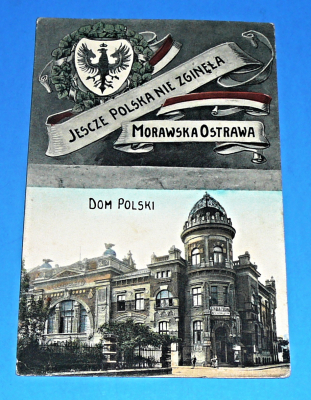 JESCZE POLSKA NIE ZGINĘŁA
MORAWSKA OSTRAWA
DOM POLSKI